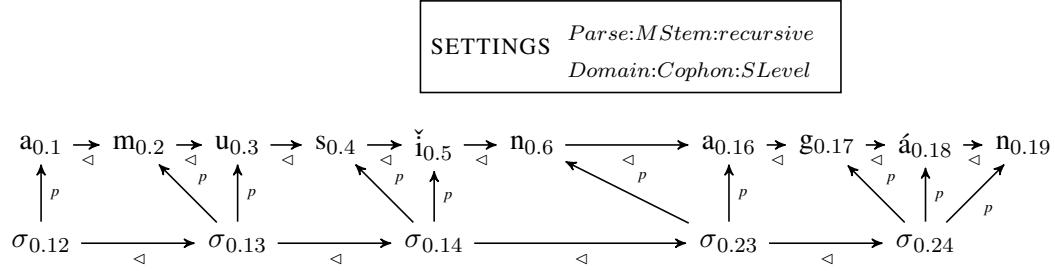 SETTINGS Parse:MStem:recursive
Domain:Cophon:SLevel
a0.1 ◁ m0.2 ◁ u0.3 ◁ s0.4 ◁ ǐ0.5 ◁ n0.6 ◁ a0.16 ◁ g0.17 ◁ á0.18 ◁ n0.19
p p p p p p p p p p
σ0.12 ◁ σ0.13 ◁ σ0.14 ◁ σ0.23 ◁ σ0.24